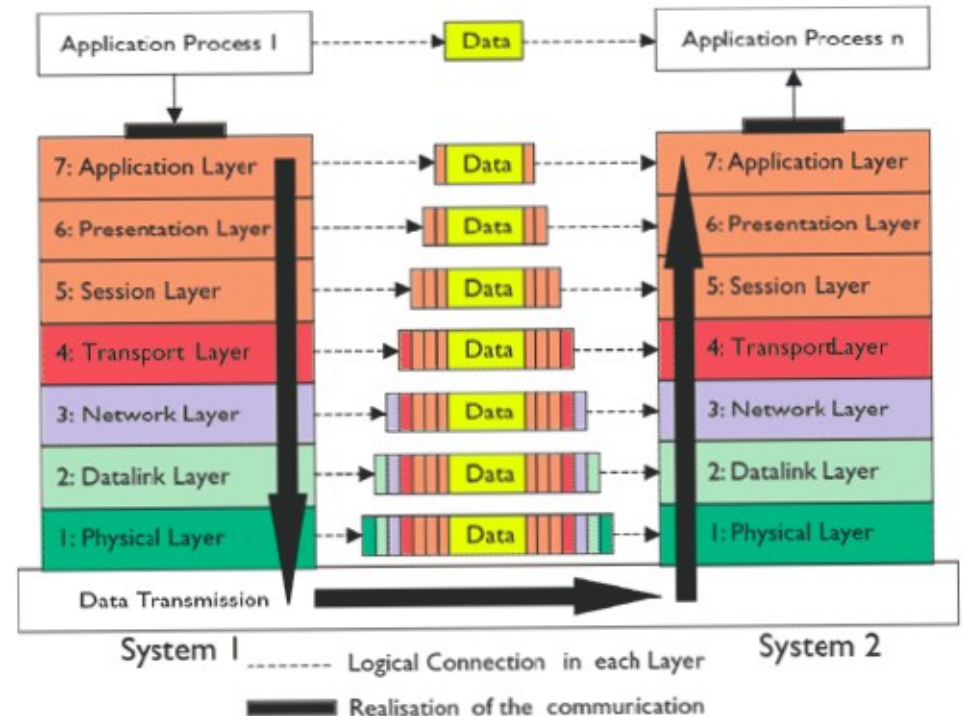 Application Process 1
Data
Application Process n
7: Application Layer
Data
7: Application Layer
6: Presentation Layer
Data
6: Presentation Layer
5: Session Layer
Data
5: Session Layer
4: Transport Layer
Data
4: TransportLayer
3: Network Layer
Data
3: Network Layer
2: Datalink Layer
Data
2: Datalink Layer
1: Physical Layer
Data
1: Physical Layer
Data Transmission
System 1
System 2
Logical Connection in each Layer
Realisation of the commurication